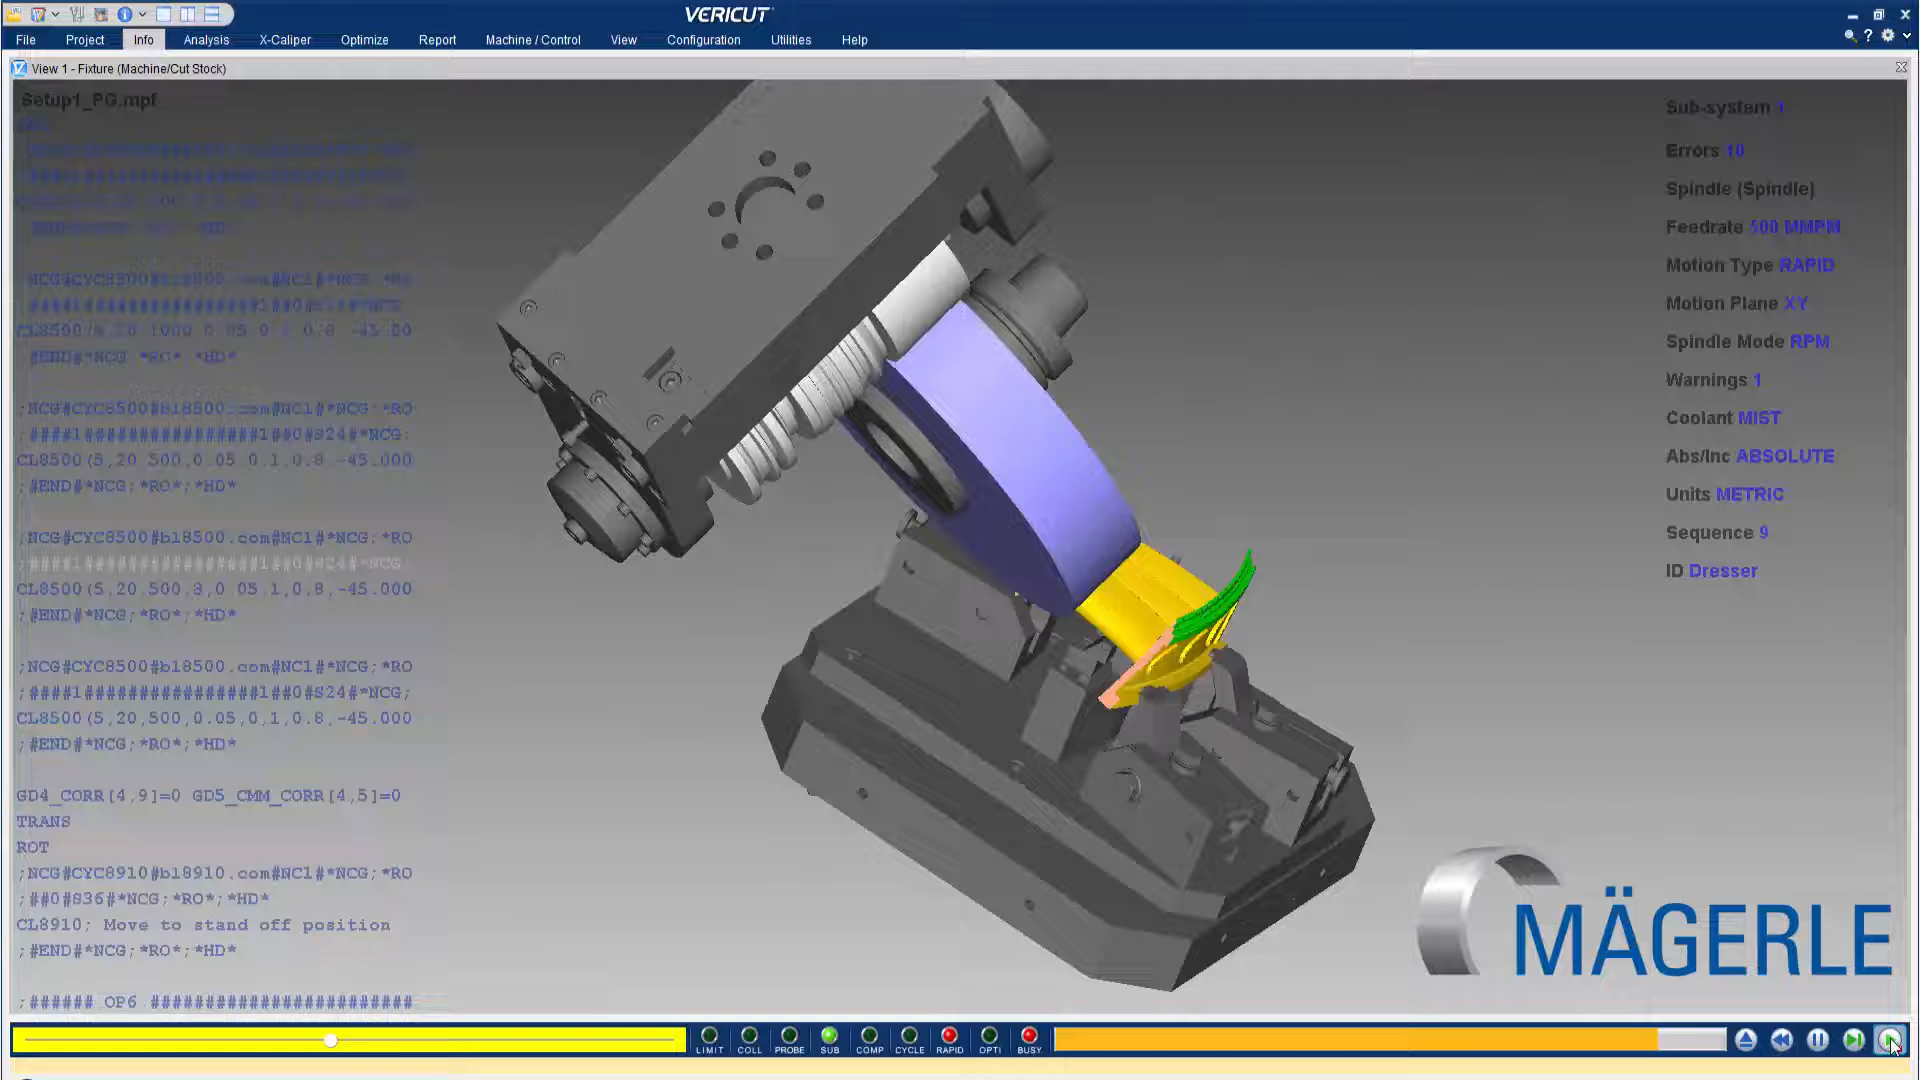 VERICUT
File Project Info Analysis X-Caliper Optimize Report Machine / Control View Configuration Utilities Help
View 1 - Fixture (Machine/Cut Stock)
Setup1_PG.mpf
;#END#*NCG *RO* *HD*
;NCG#CYC8500#b18500.com#NC1#*NCG;*RO
;####1################1##0#S24#*NCG;
CL8500(5,20 500,0.05 0.1,0.8 -45.000
;#END#*NCG;*RO*;*HD*
;NCG#CYC8500#b18500.com#NC1#*NCG;*RO
;####1################1##0#S24#*NCG;
CL8500(5,20,500,3,0 05,1,0.8,-45.000
;#END#*NCG;*RO*;*HD*
;NCG#CYC8500#b18500.com#NC1#*NCG;*RO
;####1################1##0#S24#*NCG;
CL8500(5,20,500,0.05,0,1,0.8,-45.000
;#END#*NCG;*RO*;*HD*
GD4_CORR[4,9]=0 GD5_CMM_CORR[4,5]=0
TRANS
ROT
;NCG#CYC8910#b18910.com#NC1#*NCG;*RO
;##0#S36#*NCG;*RO*;*HD*
CL8910; Move to stand off position
;#END#*NCG;*RO*;*HD*
;###### OP6 ########################
Sub-system 1
Errors 10
Spindle (Spindle)
Feedrate 500 MMPM
Motion Type RAPID
Motion Plane XY
Spindle Mode RPM
Warnings 1
Coolant MIST
Abs/Inc ABSOLUTE
Units METRIC
Sequence 9
ID Dresser
MÄGERLE
LIMIT COLL PROBE SUB COMP CYCLE RAPID OPTI BUSY